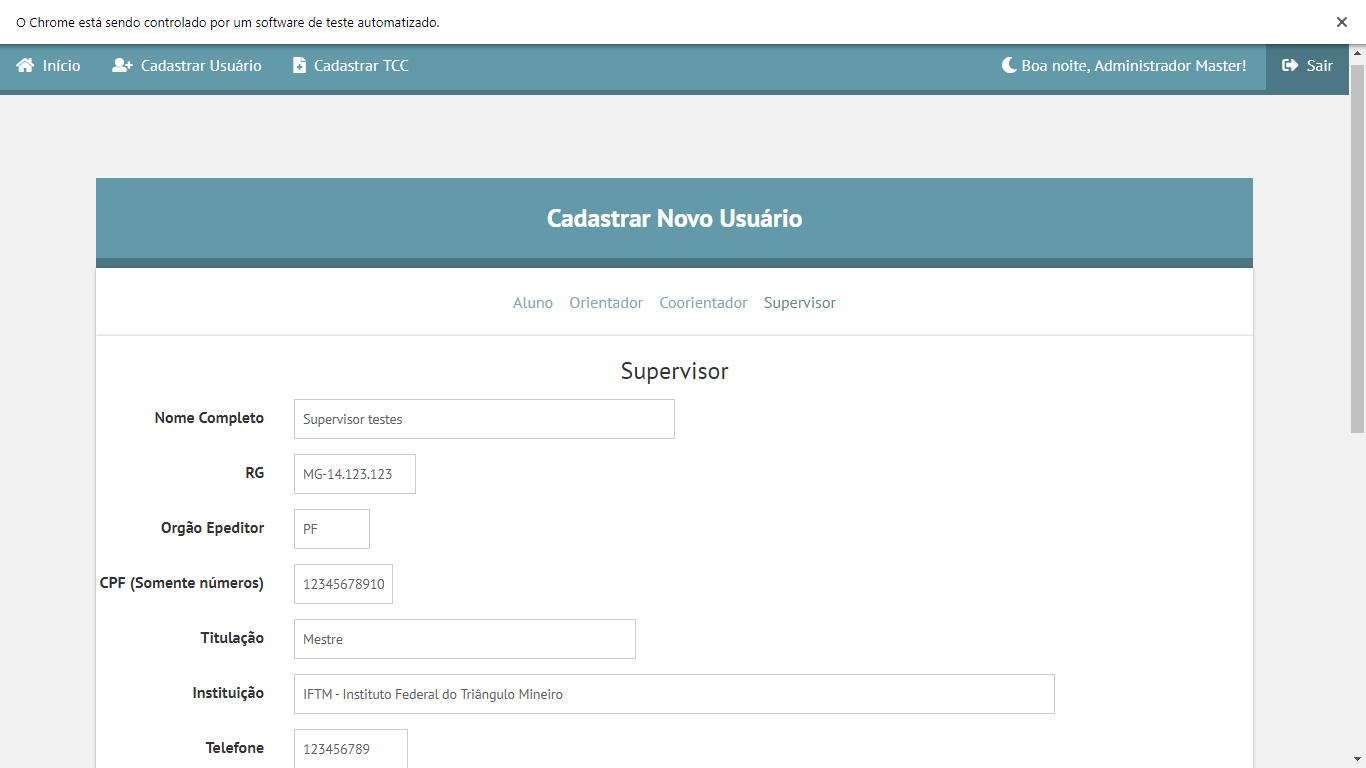 O Chrome está sendo controlado por um software de teste automatizado.
Início Cadastrar Usuário Cadastrar TCC Boa noite, Administrador Master! Sair
Cadastrar Novo Usuário
Aluno Orientador Coorientador Supervisor
Supervisor
Nome Completo Supervisor testes
RG MG-14.123.123
Orgão Epeditor PF
CPF (Somente números) 12345678910
Titulação Mestre
Instituição IFTM - Instituto Federal do Triângulo Mineiro
Telefone 123456789